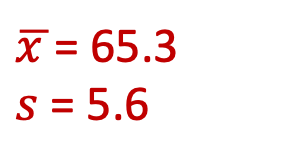 x̅ = 65.3
s = 5.6